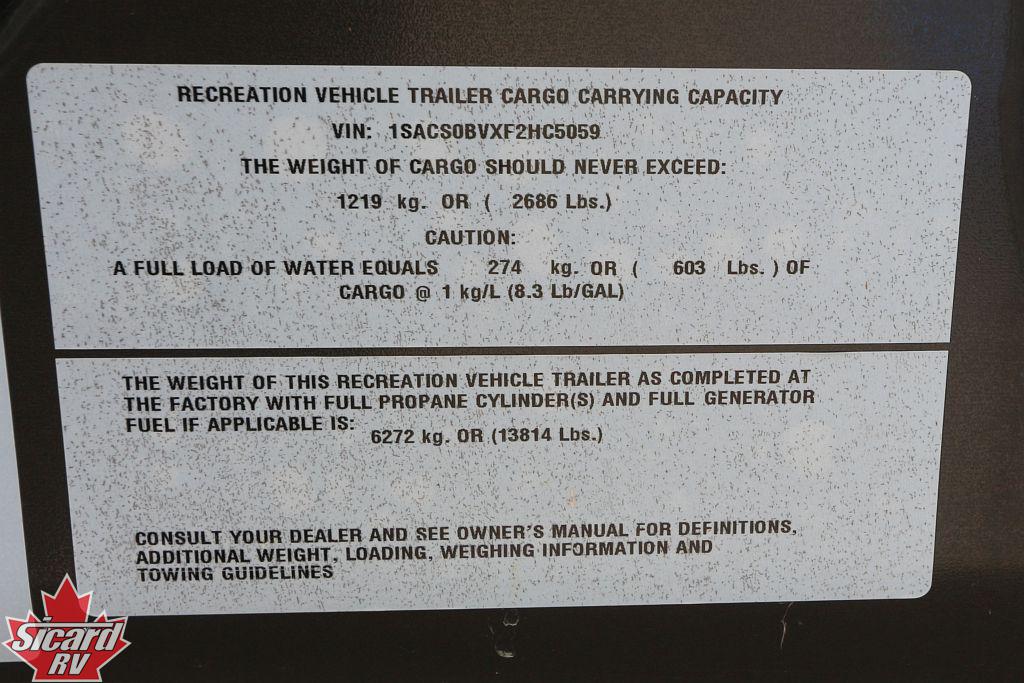 RECREATION VEHICLE TRAILER CARGO CARRYING CAPACITY
VIN: 1SACS0BVXF2HC5059
THE WEIGHT OF CARGO SHOULD NEVER EXCEED:
1219 kg. OR ( 2686 Lbs.)
CAUTION:
A FULL LOAD OF WATER EQUALS 274 kg. OR ( 603 Lbs. ) OF
CARGO @ 1 kg/L (8.3 Lb/GAL)
THE WEIGHT OF THIS RECREATION VEHICLE TRAILER AS COMPLETED AT
THE FACTORY WITH FULL PROPANE CYLINDER(S) AND FULL GENERATOR
FUEL IF APPLICABLE IS: 6272 kg. OR (13814 Lbs.)
CONSULT YOUR DEALER AND SEE OWNER'S MANUAL FOR DEFINITIONS,
ADDITIONAL WEIGHT, LOADING, WEIGHING INFORMATION AND
TOWING GUIDELINES
Sicard
RV